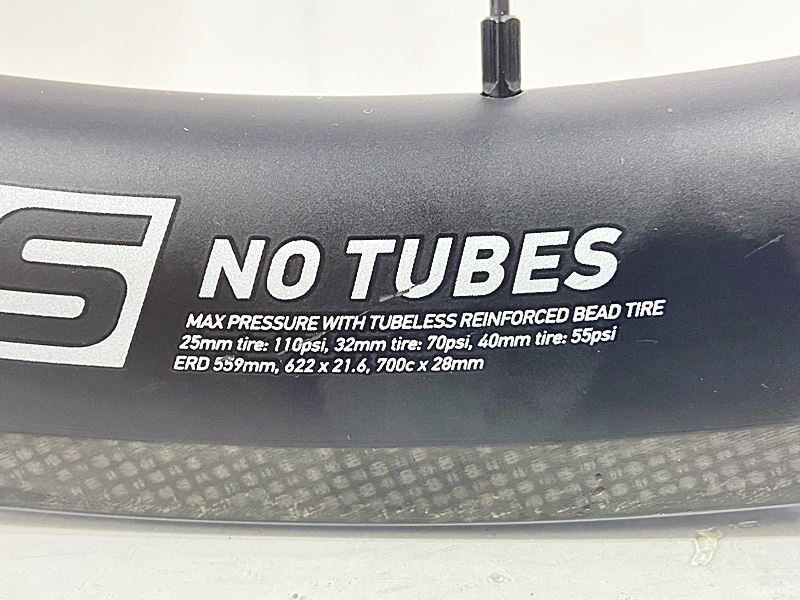 S NO TUBES
MAX PRESSURE WITH TUBELESS REINFORCED BEAD TIRE
25mm tire: 110psi, 32mm tire: 70psi, 40mm tire: 55psi
ERD 559mm, 622 x 21.6, 700c x 28mm